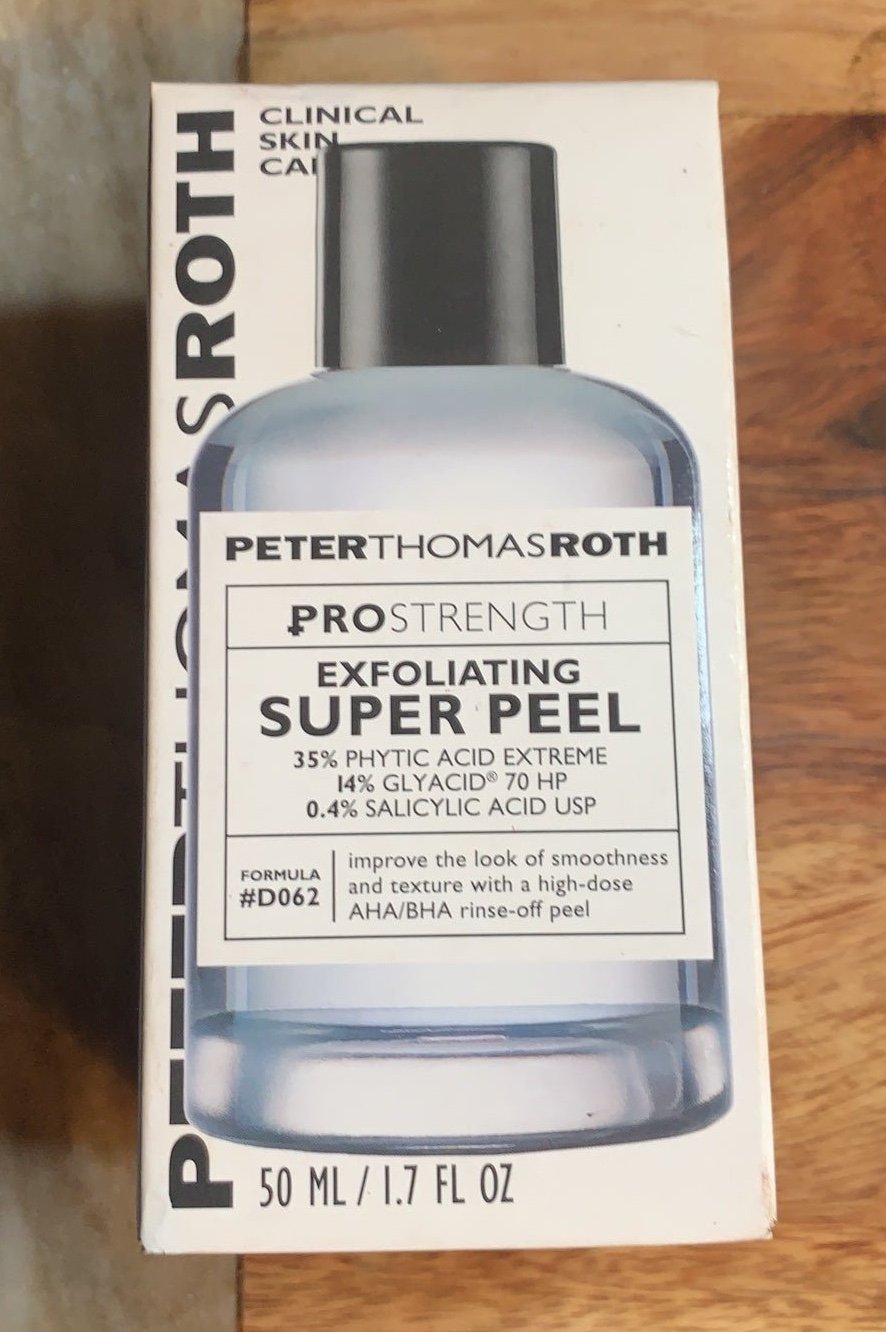 CLINICAL
SKIN
PETERTHOMASROTH
PROSTRENGTH
EXFOLIATING
SUPER PEEL
35% PHYTIC ACID EXTREME
14% GLYACID® 70 HP
0.4% SALICYLIC ACID USP
FORMULA
#D062
improve the look of smoothness
and texture with a high-dose
AHA/BHA rinse-off peel
50 ML / 1.7 FL OZ
PETERTHOMASROTH